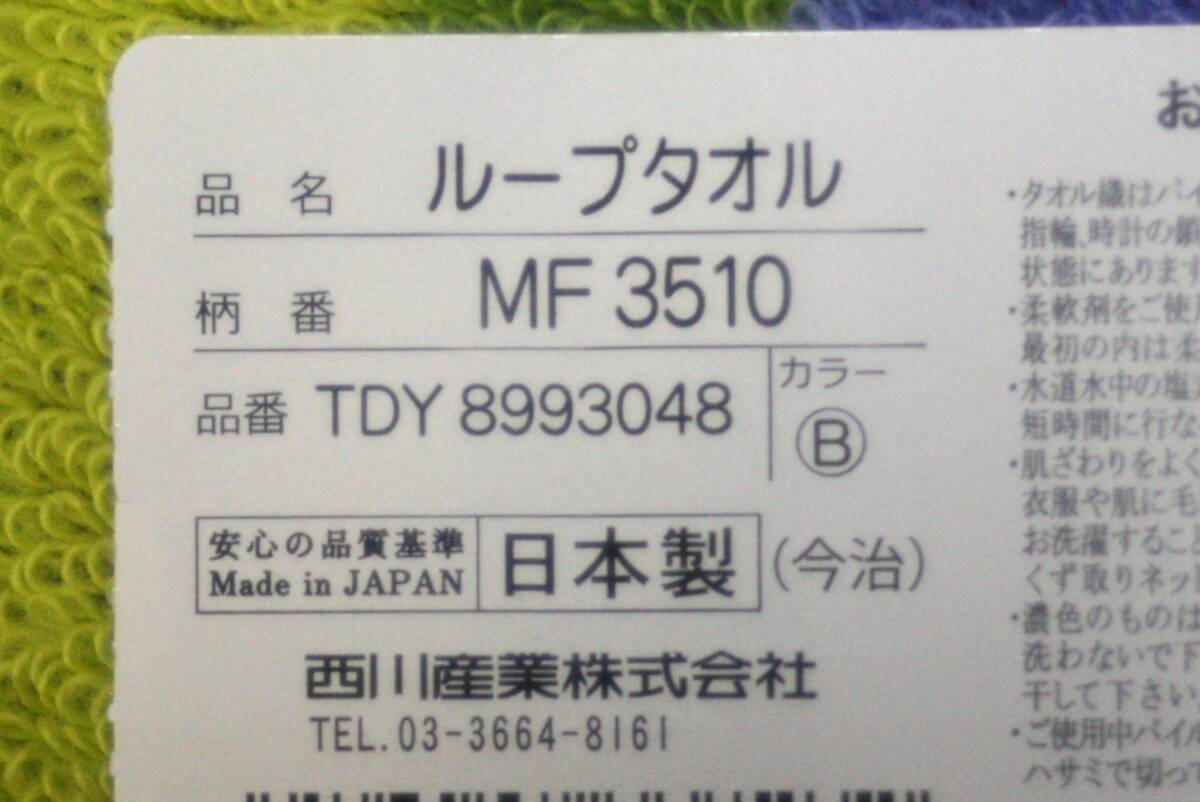 品 名 ループタオル
柄 番 MF 3510
品番 TDY 8993048
カラー
Ⓑ
安心の品質基準
Made in JAPAN
日本製 (今治)
西川産業株式会社
TEL. 03-3664-8161
お
・タオル織はパイ
指輪、時計の鎖
状態にあります
・柔軟剤をご使
最初の内は柔
・水道水中の塩
短時間に行な
・肌ざわりをよく
衣服や肌に毛
お洗濯するこ
くず取りネッ
・濃色のものは
洗わないで下
干して下さい
・ご使用中パイル
ハサミで切って